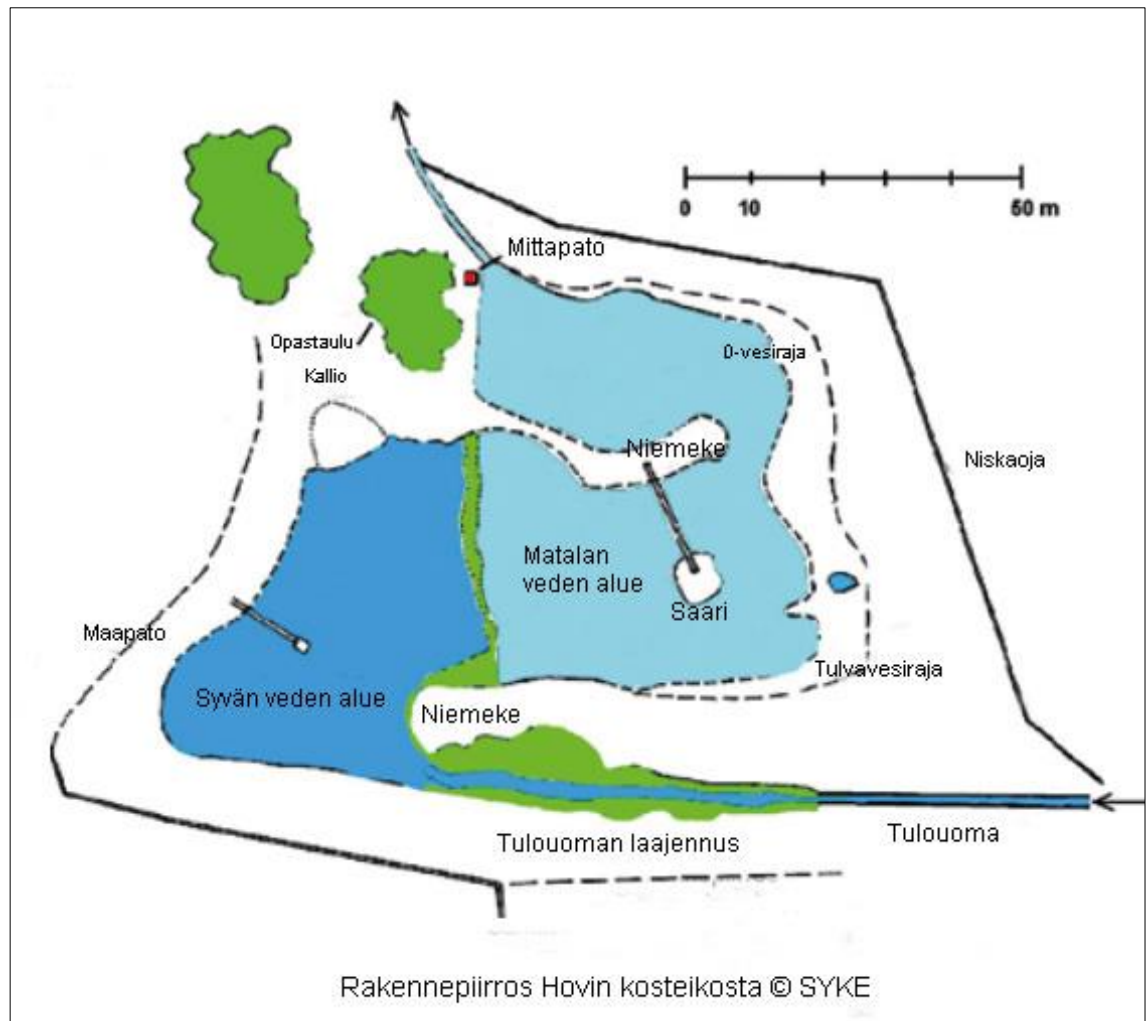 0 10 50 m
Mittapato
Opastaulu
Kallio
0-vesiraja
Niemeke
Niskaoja
Matalan
veden alue
Saari
Maapato
Tulvavesiraja
Syvän veden alue
Niemeke
Tulouoman laajennus
Tulouoma
Rakennepiirros Hovin kosteikosta © SYKE